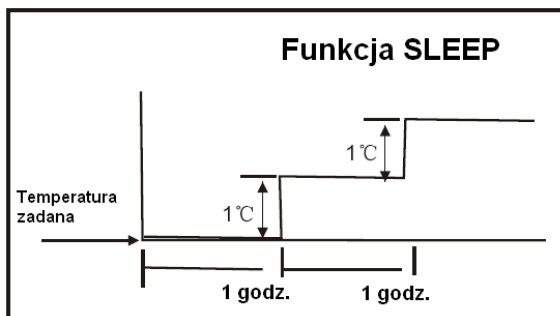 Funkcja SLEEP
1℃
Temperatura
zadana
1℃
1 godz.
1 godz.